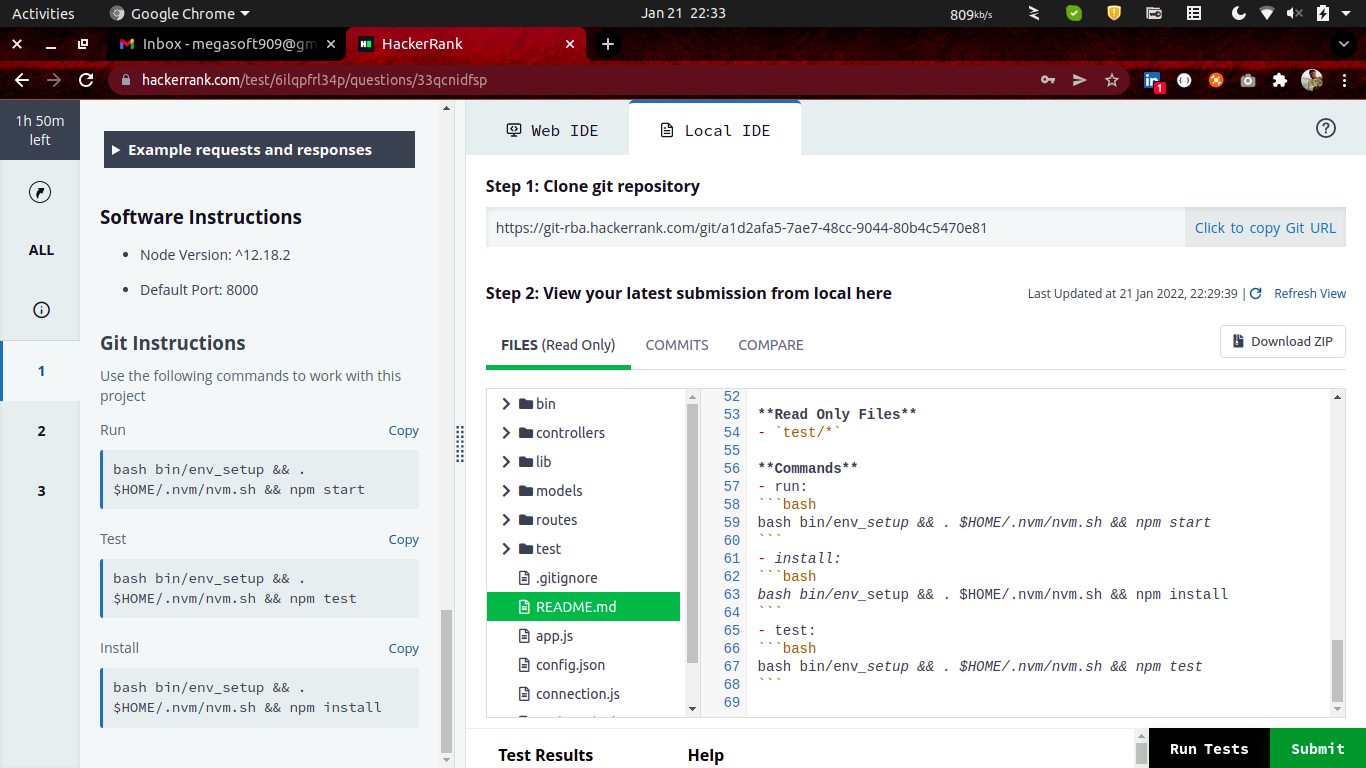 Activities
Google Chrome
Jan 21 22:33
809kb/s
Inbox - megasoft909@gm
HackerRank
hackerrank.com/test/6ilqpfrl34p/questions/33qcnidfsp
1
1h 50m
left
ALL
1
2
3
Example requests and responses
Software Instructions
Node Version: ^12.18.2
Default Port: 8000
Git Instructions
Use the following commands to work with this
project
Run
Copy
bash bin/env_setup && .
$HOME/.nvm/nvm.sh && npm start
Test
Copy
bash bin/env_setup && .
$HOME/.nvm/nvm.sh && npm test
Install
Copy
bash bin/env_setup && .
$HOME/.nvm/nvm.sh && npm install
Web IDE
Local IDE
Step 1: Clone git repository
https://git-rba.hackerrank.com/git/a1d2afa5-7ae7-48cc-9044-80b4c5470e81
Click to copy Git URL
Step 2: View your latest submission from local here
Last Updated at 21 Jan 2022, 22:29:39 |
Refresh View
FILES (Read Only)
COMMITS
COMPARE
Download ZIP
bin
controllers
lib
models
routes
test
.gitignore
README.md
app.js
config.json
connection.js
52
53 **Read Only Files**
54 - `test/*`
55
56 **Commands**
57 - run:
58 ```bash
59 bash bin/env_setup && . $HOME/.nvm/nvm.sh && npm start
60 ```
61 - install:
62 ```bash
63 bash bin/env_setup && . $HOME/.nvm/nvm.sh && npm install
64 ```
65 - test:
66 ```bash
67 bash bin/env_setup && . $HOME/.nvm/nvm.sh && npm test
68 ```
69
Test Results
Help
Run Tests
Submit